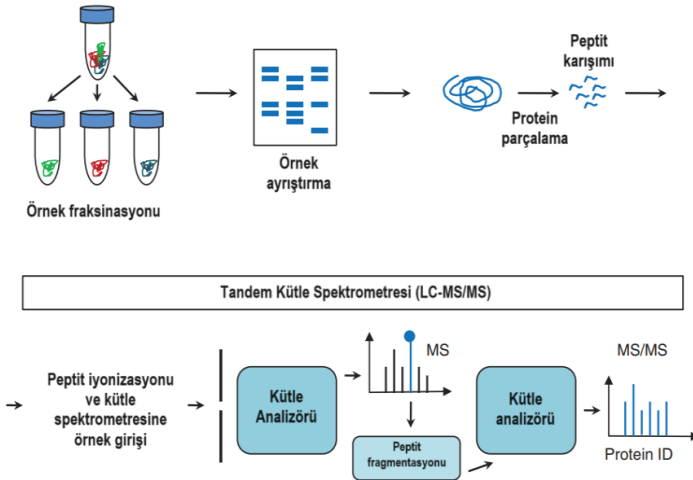 Peptit
karışımı
Protein
parçalama
Örnek
ayrıştırma
Örnek fraksinasyonu
Tandem Kütle Spektrometresi (LC-MS/MS)
Peptit iyonizasyonu
ve kütle
spektrometresine
örnek girişi
Kütle
Analizörü
MS
Peptit
fragmentasyonu
Kütle
analizörü
MS/MS
Protein ID